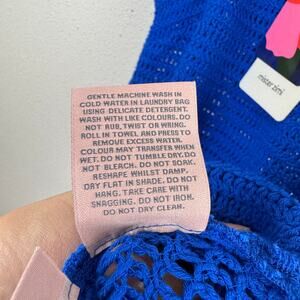 GENTLE MACHINE WASH IN
COLD WATER IN LAUNDRY BAG
USING DELICATE DETERGENT.
WASH WITH LIKE COLOURS. DO
NOT RUB, TWIST OR WRING.
ROLL IN TOWEL AND PRESS TO
REMOVE EXCESS WATER.
COLOUR MAY TRANSFER WHEN
WET. DO NOT TUMBLE DRY. DO
NOT BLEACH. DO NOT SOAK.
RESHAPE WHILST DAMP.
DRY FLAT IN SHADE. DO NOT
HANG. TAKE CARE WITH
SNAGGING. DO NOT IRON.
DO NOT DRY CLEAN.
mister zimi